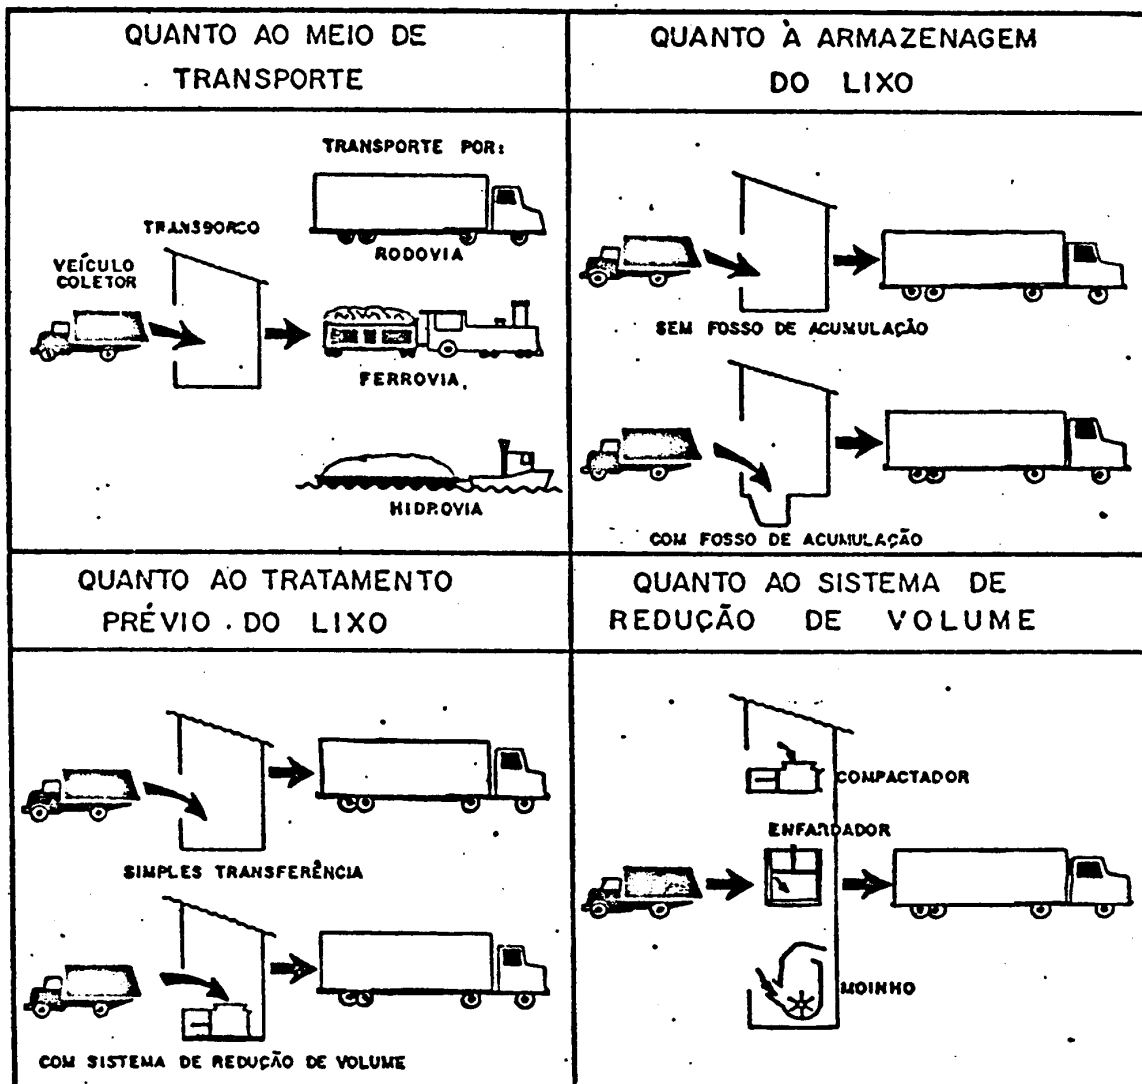 QUANTO AO MEIO DE
TRANSPORTE
TRANSPORTE POR:
RODOVIA
TRANSBORCO
VEÍCULO
COLETOR
FERROVIA
HIDROVIA
QUANTO À ARMAZENAGEM
DO LIXO
SEM FOSSO DE ACUMULAÇÃO
COM FOSSO DE ACUMULAÇÃO
QUANTO AO TRATAMENTO
PRÉVIO DO LIXO
SIMPLES TRANSFERÊNCIA
COM SISTEMA DE REDUÇÃO DE VOLUME
QUANTO AO SISTEMA DE
REDUÇÃO DE VOLUME
COMPACTADOR
ENFARDADOR
MOINHO